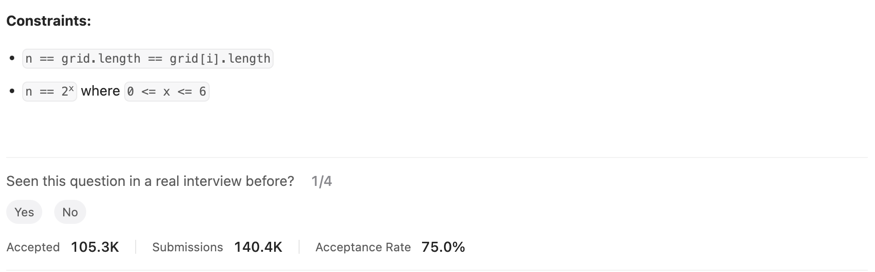 Constraints:
• n == grid.length == grid[i].length
• n == 2ˣ where 0 <= x <= 6
Seen this question in a real interview before? 1/4
Yes No
Accepted 105.3K Submissions 140.4K Acceptance Rate 75.0%